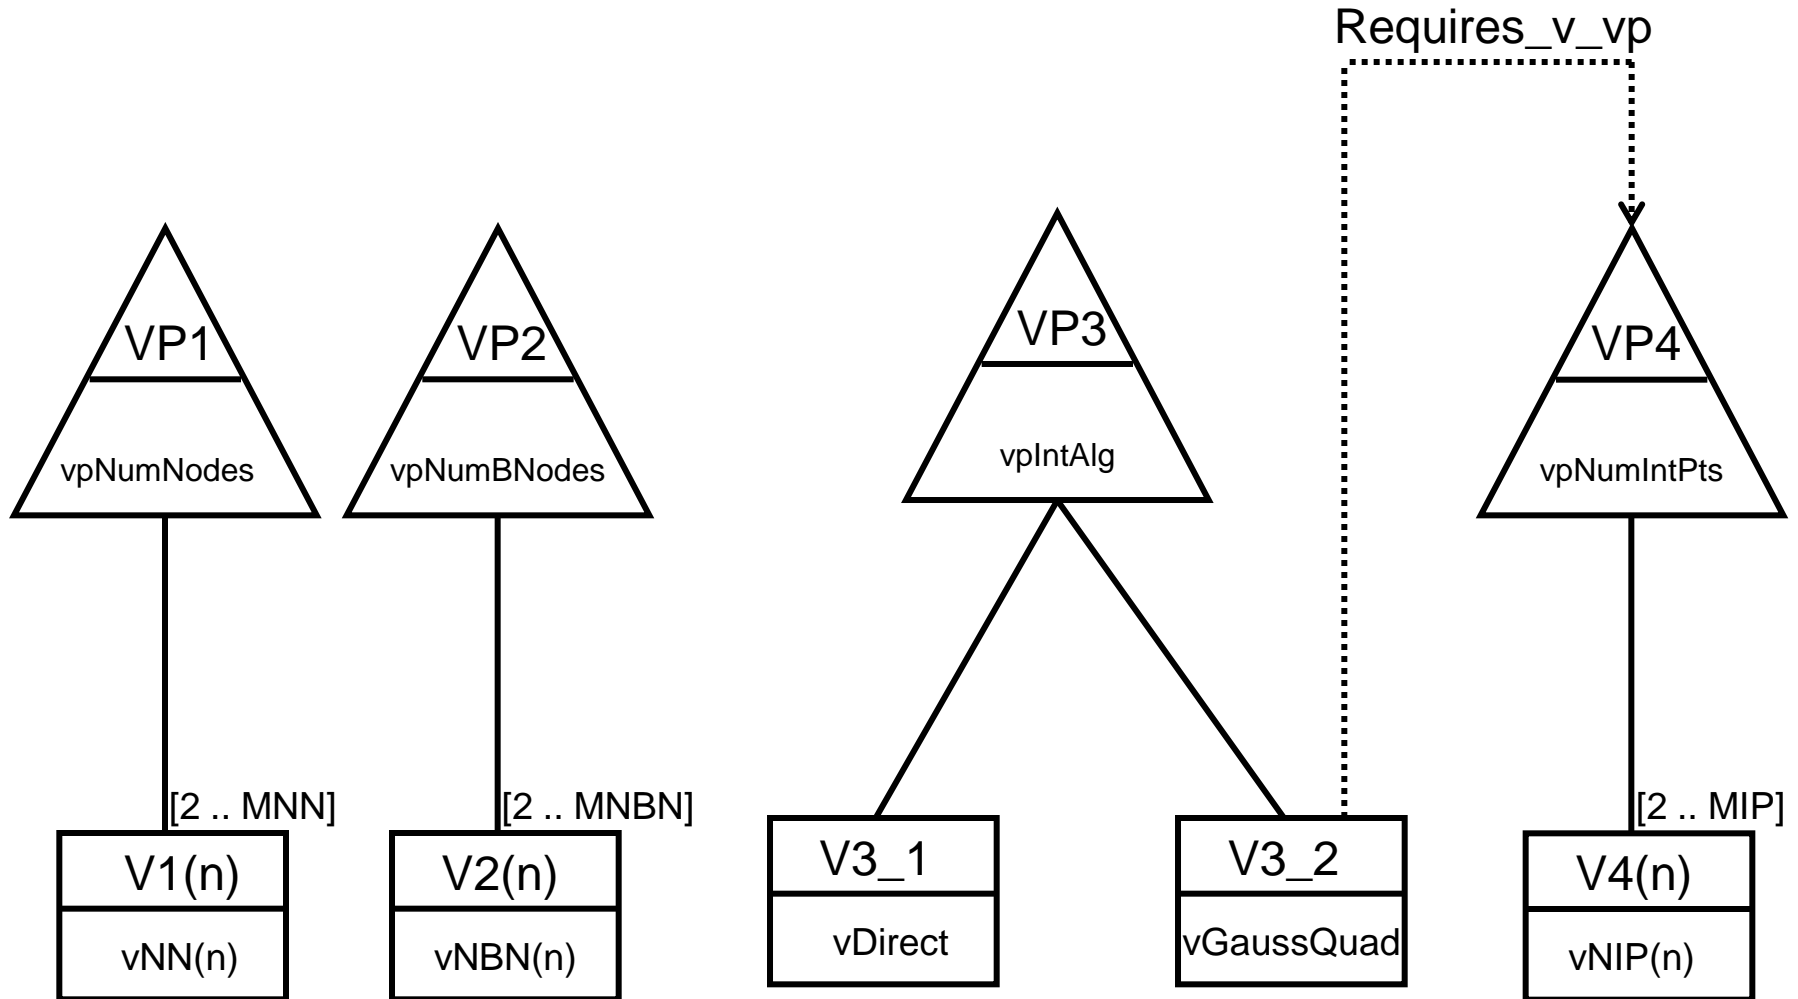 Requires_v_vp
VP1
VP2
VP3
VP4
vpNumNodes
vpNumBNodes
vpIntAlg
vpNumIntPts
[2 .. MNN]
[2 .. MNBN]
[2 .. MIP]
V1(n)
V2(n)
V3_1
V3_2
V4(n)
vNN(n)
vNBN(n)
vDirect
vGaussQuad
vNIP(n)